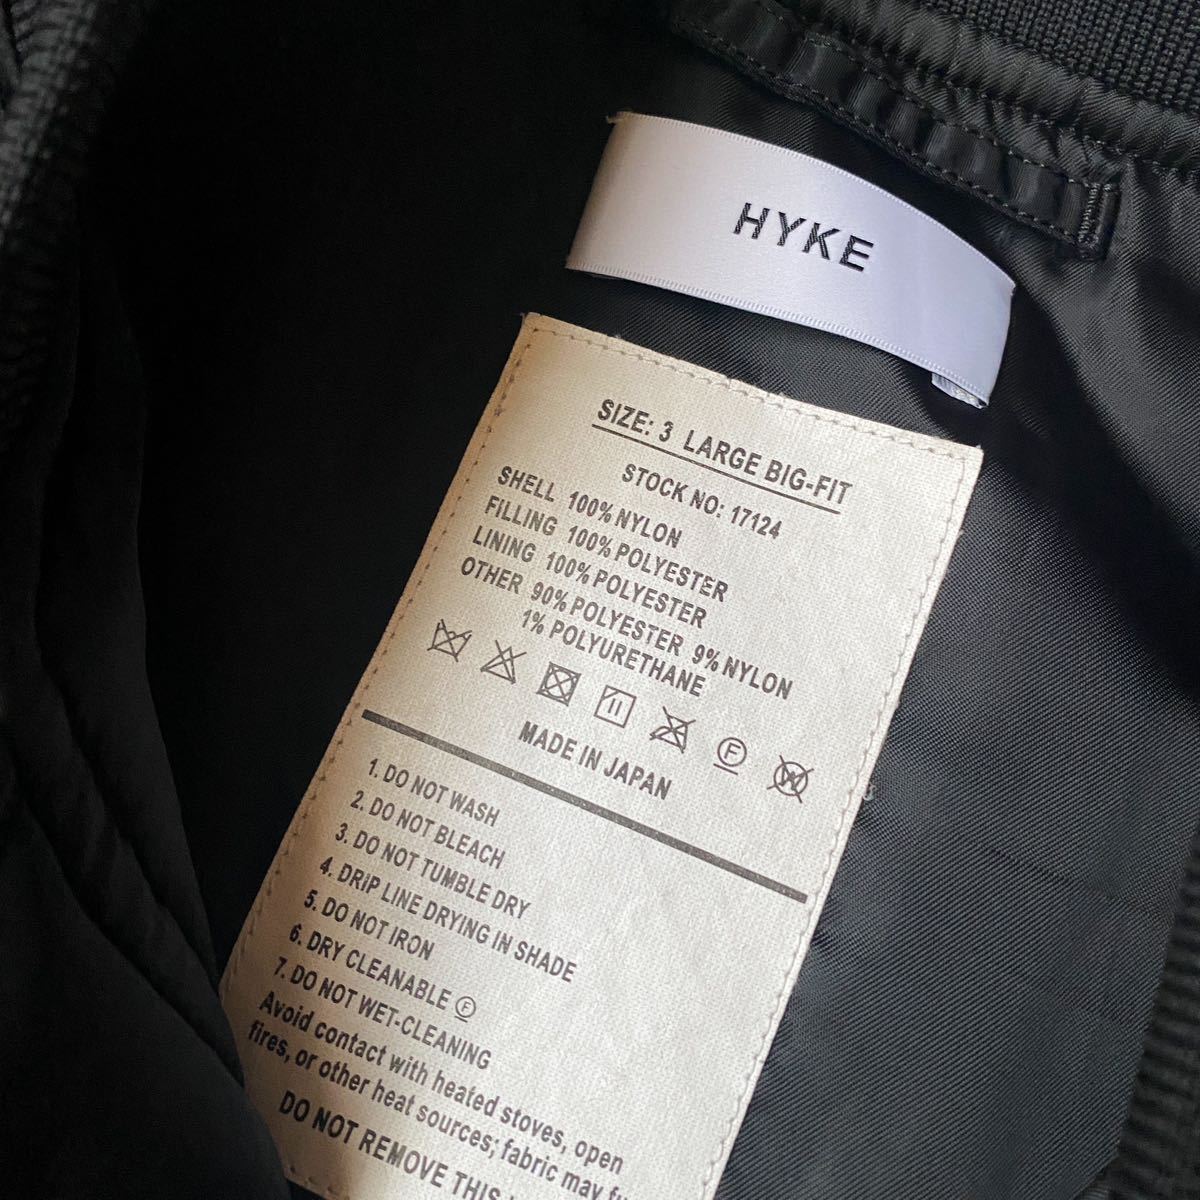 HYKE
SIZE: 3 LARGE BIG-FIT
STOCK NO: 17124
SHELL 100% NYLON
FILLING 100% POLYESTER
LINING 100% POLYESTER
OTHER 90% POLYESTER 9% NYLON
1% POLYURETHANE
F W
MADE IN JAPAN
1. DO NOT WASH
2. DO NOT BLEACH
3. DO NOT TUMBLE DRY
4. DRIP LINE DRYING IN SHADE
5. DO NOT IRON
6. DRY CLEANABLE Ⓕ
7. DO NOT WET-CLEANING
Avoid contact with heated stoves, open
fires, or other heat sources; fabric may
DO NOT REMOVE THIS